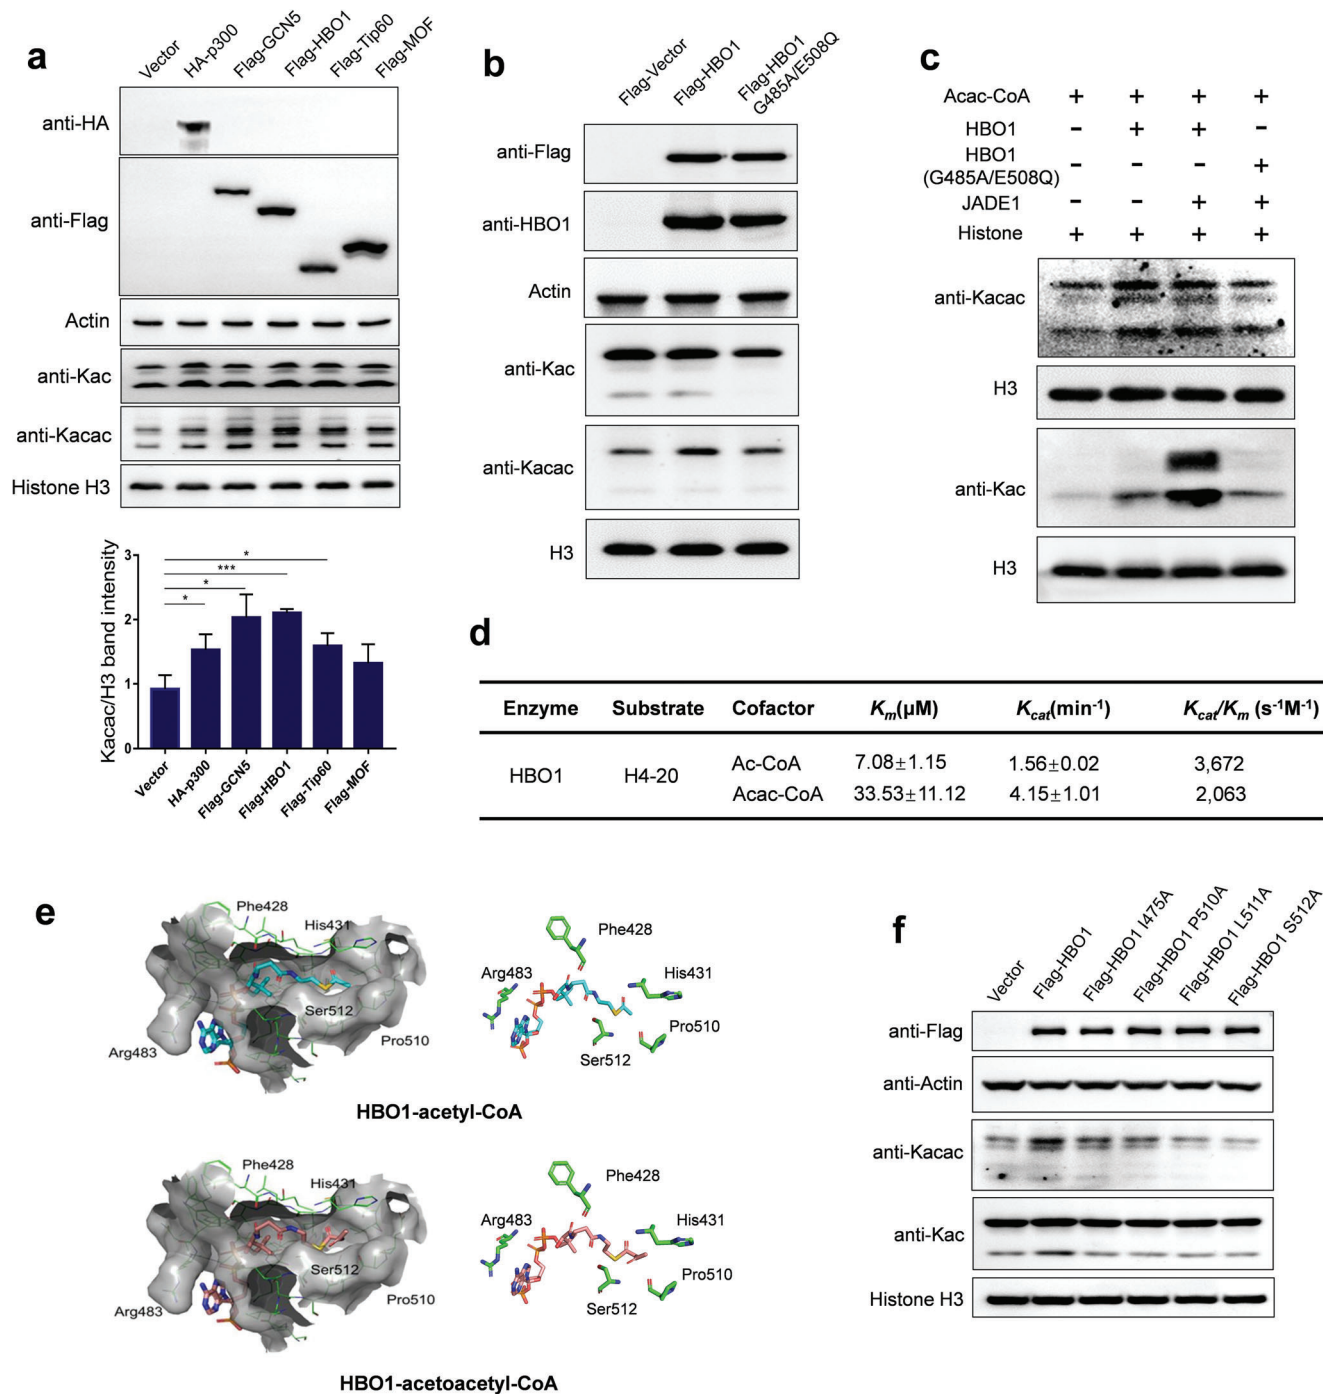 a
Vector
HA-p300
Flag-GCN5
Flag-HBO1
Flag-Tip60
Flag-MOF
anti-HA
anti-Flag
Actin
anti-Kac
anti-Kacac
Histone H3
Kacac/H3 band intensity
3
2
1
0
*
***
*
*
Vector
HA-p300
Flag-GCN5
Flag-HBO1
Flag-Tip60
Flag-MOF
b
Flag-Vector
Flag-HBO1
Flag-HBO1
G485A/E508Q
anti-Flag
anti-HBO1
Actin
anti-Kac
anti-Kacac
H3
c
Acac-CoA + + + +
HBO1 - + + -
HBO1
(G485A/E508Q) - - - +
JADE1 - - + +
Histone + + + +
anti-Kacac
H3
anti-Kac
H3
d
Enzyme Substrate Cofactor Km(μM) Kcat(min-1) Kcat/Km (s-1M-1)
HBO1 H4-20 Ac-CoA 7.08±1.15 1.56±0.02 3,672
Acac-CoA 33.53±11.12 4.15±1.01 2,063
e
Phe428
His431
Ser512
Arg483
Pro510
Phe428
Arg483
His431
Pro510
Ser512
HBO1-acetyl-CoA
Phe428
His431
Ser512
Arg483
Pro510
Phe428
Arg483
His431
Pro510
Ser512
HBO1-acetoacetyl-CoA
f
Vector
Flag-HBO1
Flag-HBO1 I475A
Flag-HBO1 P510A
Flag-HBO1 L511A
Flag-HBO1 S512A
anti-Flag
anti-Actin
anti-Kacac
anti-Kac
Histone H3